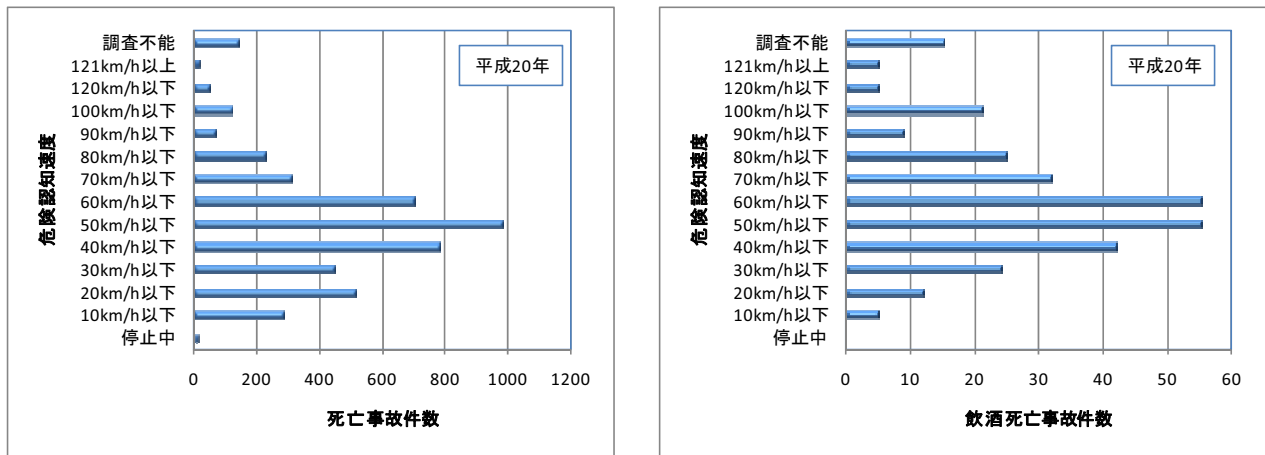 平成20年
調査不能
121km/h以上
120km/h以下
100km/h以下
90km/h以下
80km/h以下
70km/h以下
60km/h以下
50km/h以下
40km/h以下
30km/h以下
20km/h以下
10km/h以下
停止中
危険認知速度
0 200 400 600 800 1000 1200
死亡事故件数
平成20年
調査不能
121km/h以上
120km/h以下
100km/h以下
90km/h以下
80km/h以下
70km/h以下
60km/h以下
50km/h以下
40km/h以下
30km/h以下
20km/h以下
10km/h以下
停止中
危険認知速度
0 10 20 30 40 50 60
飲酒死亡事故件数